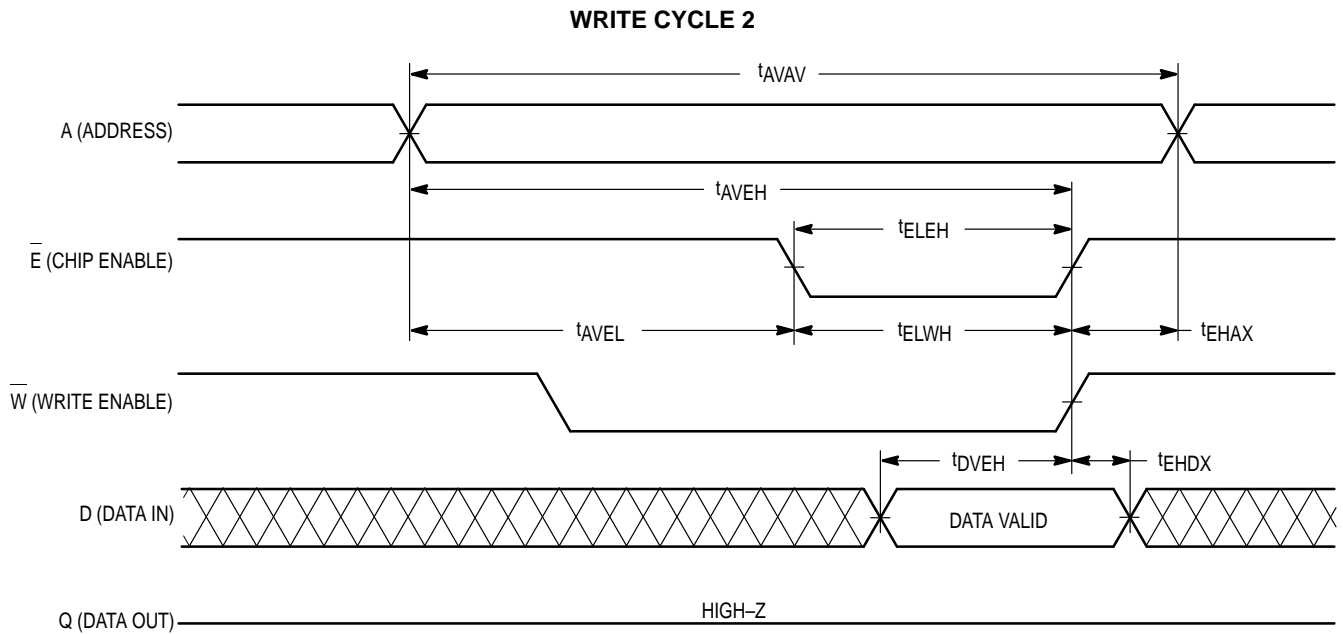 WRITE CYCLE 2
tAVAV
A (ADDRESS)
tAVEH
tELEH
E̅ (CHIP ENABLE)
tAVEL tELWH tEHAX
W̅ (WRITE ENABLE)
tDVEH tEHDX
D (DATA IN) DATA VALID
HIGH–Z
Q (DATA OUT)